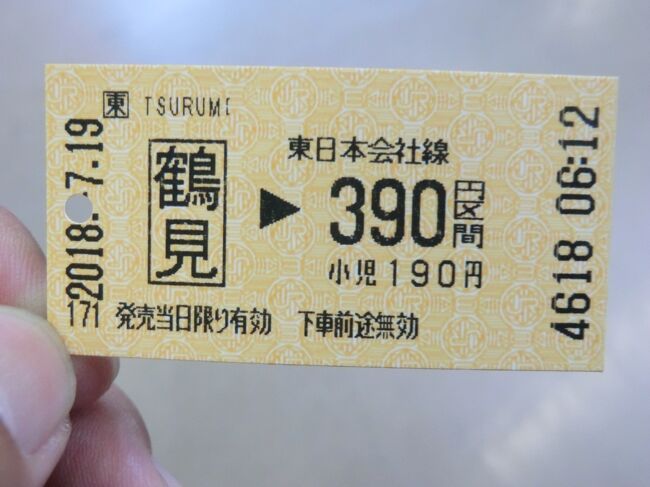 東 TSURUMI
2018.-7.19
鶴見
▶
東日本会社線
390円区間
小児190円
171 発売当日限り有効 下車前途無効
4618 06:12